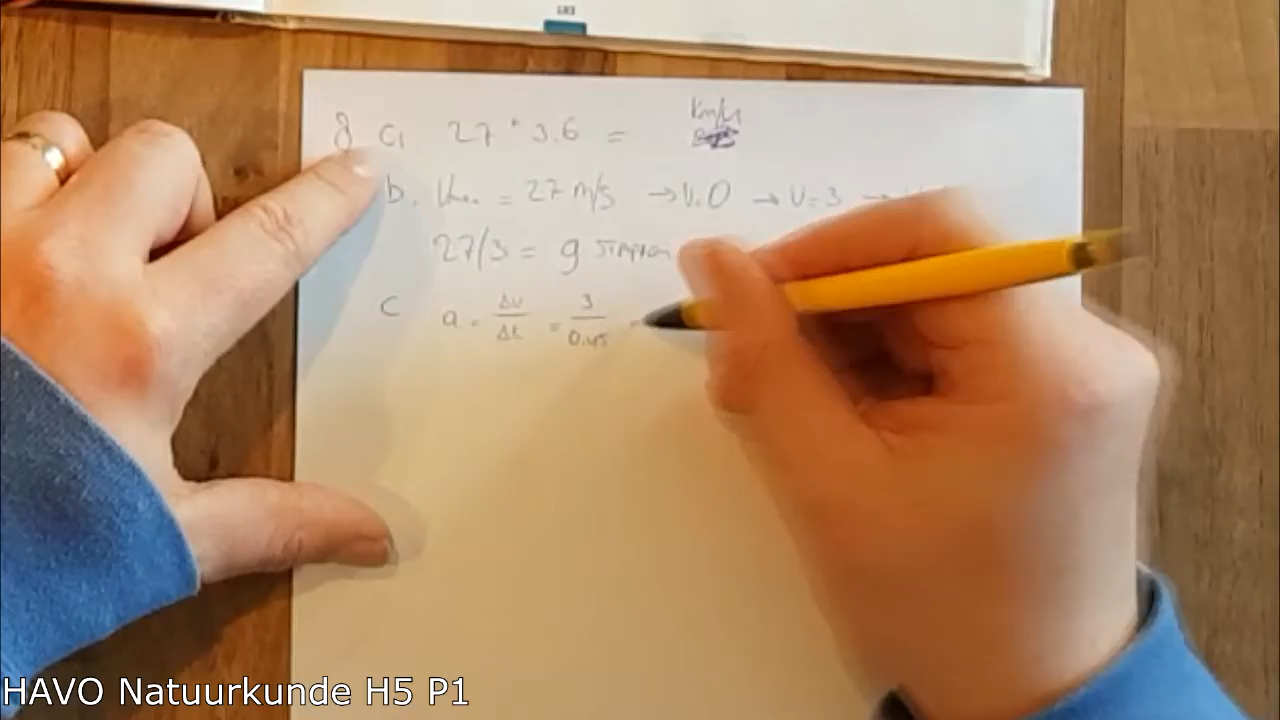 8 a 27 * 3.6 = km/u
b. = 27 m/s → V=0 → V=3 →
27/3 = 9 stappen
c a = Δv/Δt = 3/0.45 =
HAVO Natuurkunde H5 P1